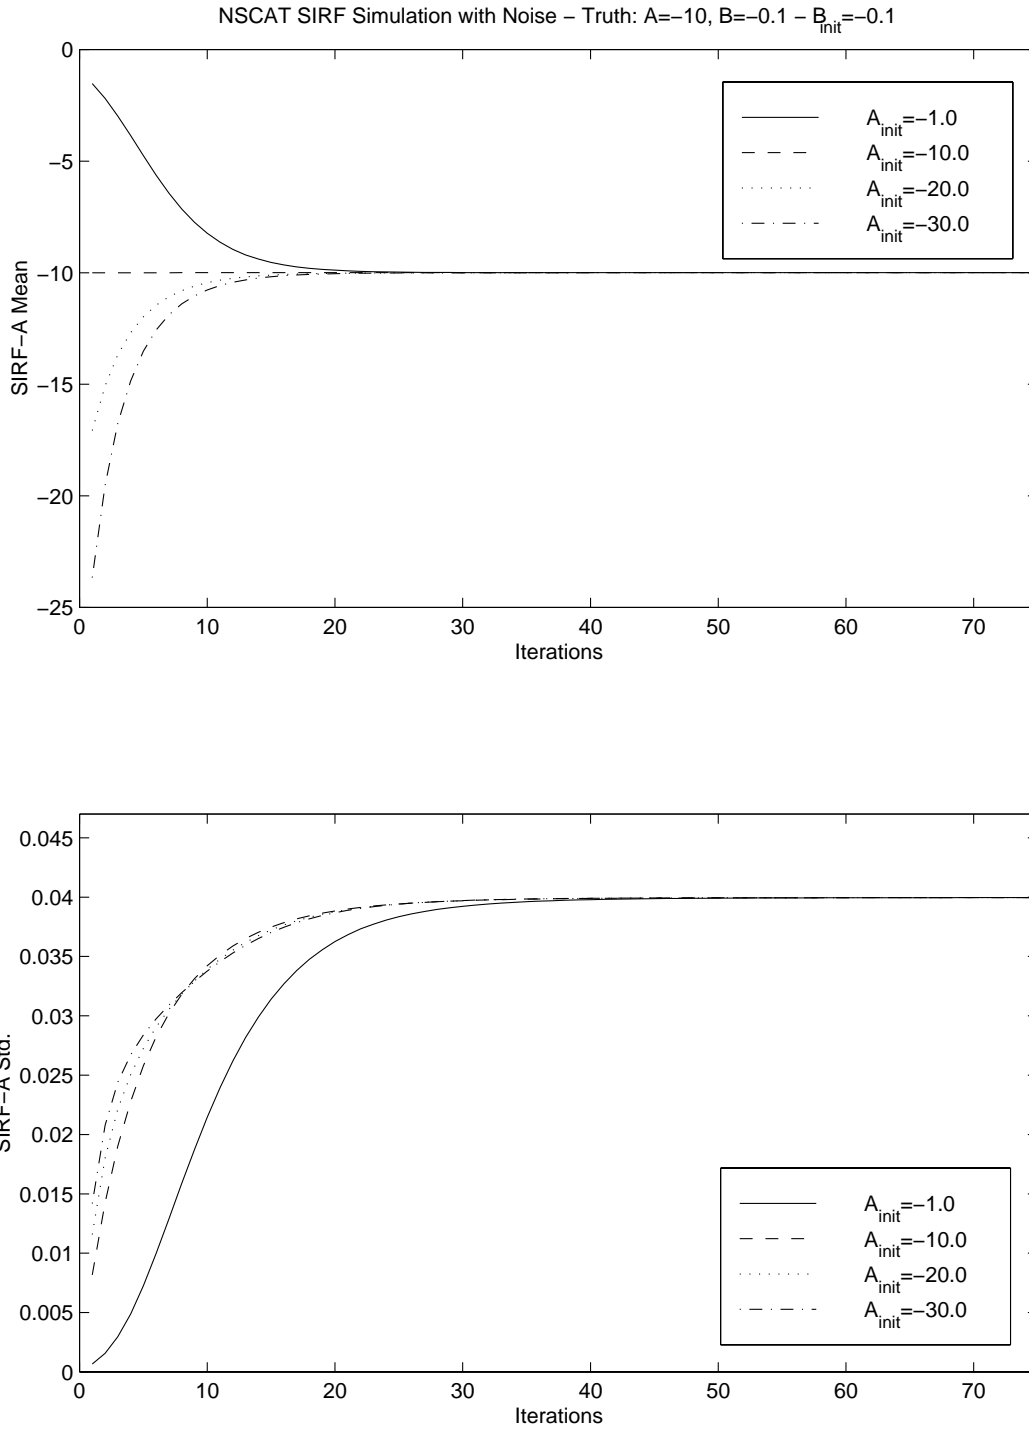 NSCAT SIRF Simulation with Noise − Truth: A=−10, B=−0.1 − B_init=−0.1
0
−5
−10
−15
−20
−25
SIRF−A Mean
A_init=−1.0
A_init=−10.0
A_init=−20.0
A_init=−30.0
0 10 20 30 40 50 60 70
Iterations
0.045
0.04
0.035
0.03
0.025
0.02
0.015
0.01
0.005
0
SIRF−A Std.
A_init=−1.0
A_init=−10.0
A_init=−20.0
A_init=−30.0
0 10 20 30 40 50 60 70
Iterations